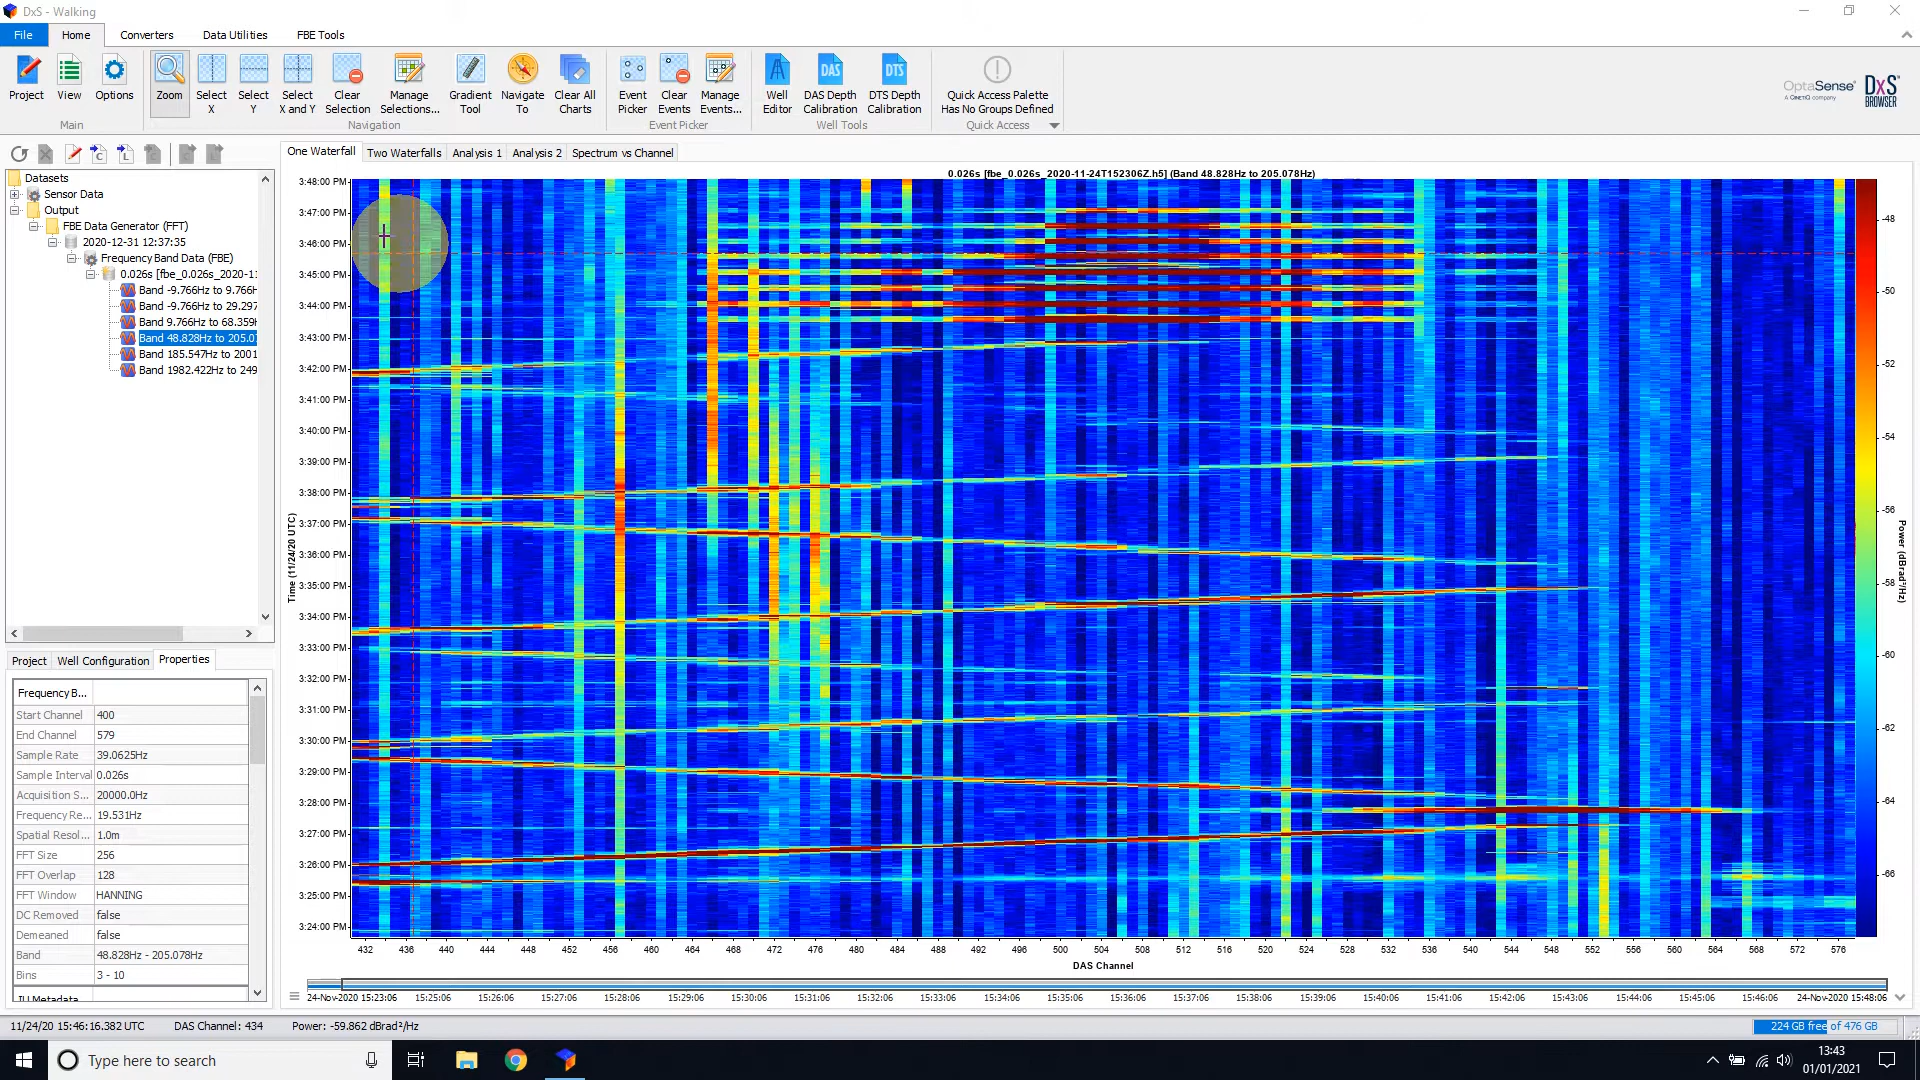 DxS - Walking
File Home Converters Data Utilities FBE Tools
Project View Options Zoom Select X Select Y Select X and Y Clear Selection Manage Selections... Gradient Tool Navigate To Clear All Charts Event Picker Clear Events Manage Events... Well Editor DAS Depth Calibration DTS Depth Calibration Quick Access Palette Has No Groups Defined
OptaSense A QINETIQ company DxS BROWSER
Main Navigation Event Picker Well Tools Quick Access
One Waterfall Two Waterfalls Analysis 1 Analysis 2 Spectrum vs Channel
Datasets
Sensor Data
Output
FBE Data Generator (FFT)
2020-12-31 12:37:35
Frequency Band Data (FBE)
0.026s [fbe_0.026s_2020-11
Band -9.766Hz to 9.766H
Band -9.766Hz to 29.297
Band 9.766Hz to 68.359H
Band 48.828Hz to 205.07
Band 185.547Hz to 2001
Band 1982.422Hz to 249
Project Well Configuration Properties
Frequency B...
Start Channel 400
End Channel 579
Sample Rate 39.0625Hz
Sample Interval 0.026s
Acquisition S... 20000.0Hz
Frequency Re... 19.531Hz
Spatial Resol... 1.0m
FFT Size 256
FFT Overlap 128
FFT Window HANNING
DC Removed false
Demeaned false
Band 48.828Hz - 205.078Hz
Bins 3 - 10
IU Metadata
0.026s [fbe_0.026s_2020-11-24T152306Z.h5] (Band 48.828Hz to 205.078Hz)
Time (11/24/20 UTC)
3:48:00 PM
3:47:00 PM
3:46:00 PM
3:45:00 PM
3:44:00 PM
3:43:00 PM
3:42:00 PM
3:41:00 PM
3:40:00 PM
3:39:00 PM
3:38:00 PM
3:37:00 PM
3:36:00 PM
3:35:00 PM
3:34:00 PM
3:33:00 PM
3:32:00 PM
3:31:00 PM
3:30:00 PM
3:29:00 PM
3:28:00 PM
3:27:00 PM
3:26:00 PM
3:25:00 PM
3:24:00 PM
-48
-50
-52
-54
-56
-58
-60
-62
-64
-66
Power (dBrad²/Hz)
432 436 440 444 448 452 456 460 464 468 472 476 480 484 488 492 496 500 504 508 512 516 520 524 528 532 536 540 544 548 552 556 560 564 568 572 576
DAS Channel
24-Nov-2020 15:23:06 15:25:06 15:26:06 15:27:06 15:28:06 15:29:06 15:30:06 15:31:06 15:32:06 15:33:06 15:34:06 15:35:06 15:36:06 15:37:06 15:38:06 15:39:06 15:40:06 15:41:06 15:42:06 15:43:06 15:44:06 15:45:06 15:46:06 24-Nov-2020 15:48:06
11/24/20 15:46:16.382 UTC DAS Channel: 434 Power: -59.862 dBrad²/Hz 224 GB free of 476 GB
Type here to search
13:43
01/01/2021